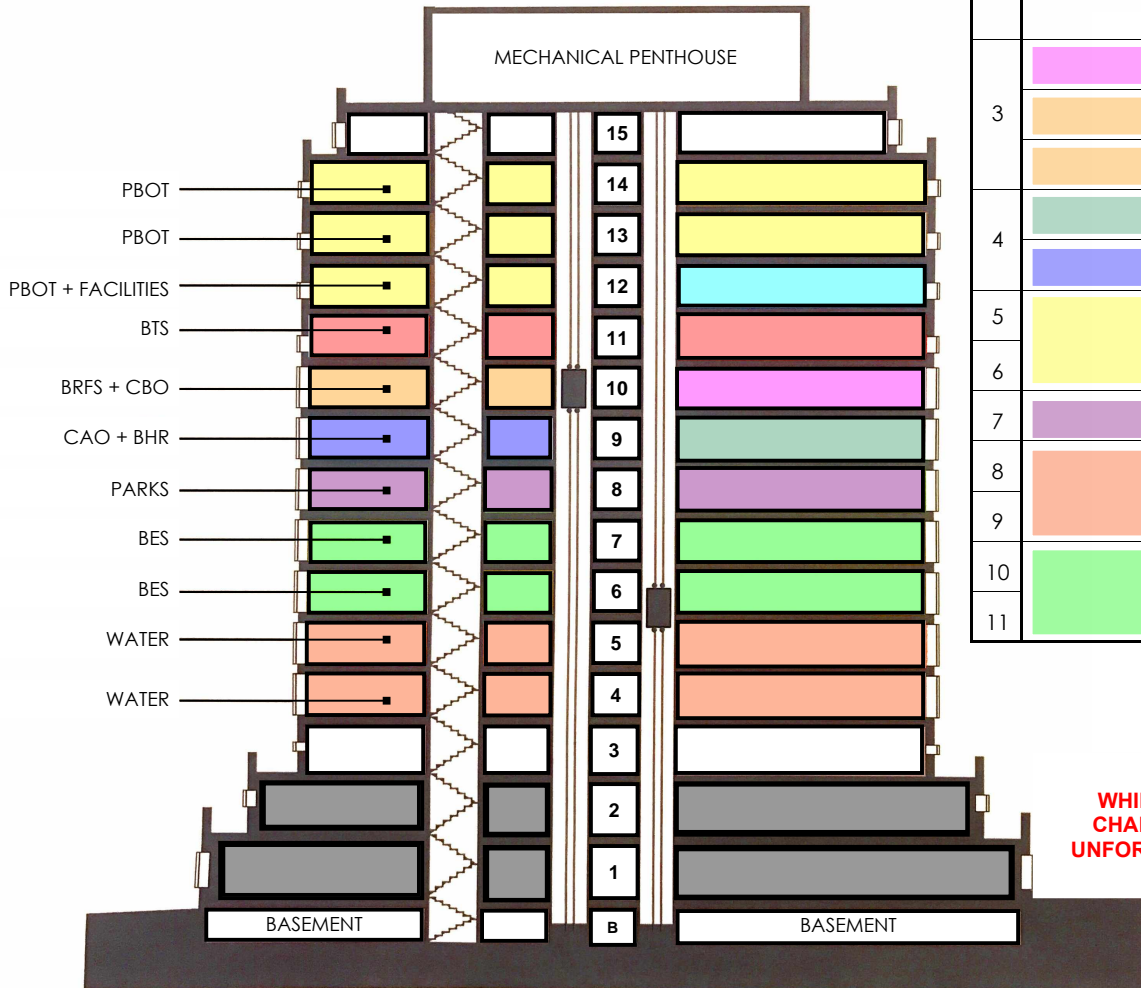 MECHANICAL PENTHOUSE
15
PBOT
14
PBOT
13
PBOT + FACILITIES
12
BTS
11
BRFS + CBO
10
CAO + BHR
9
PARKS
8
BES
7
BES
6
WATER
5
WATER
4
3
2
1
BASEMENT
B
BASEMENT
3
4
5
6
7
8
9
10
11